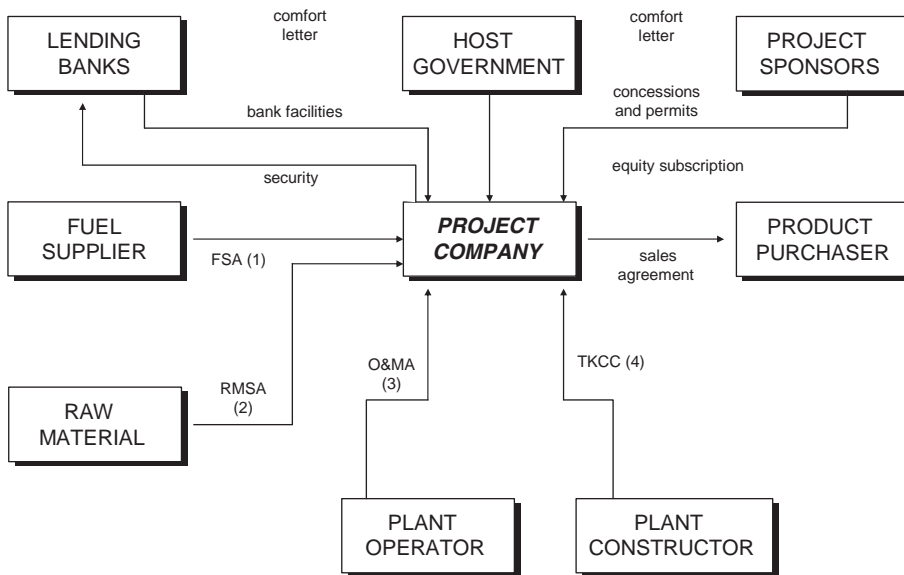 LENDING
BANKS
comfort
letter
HOST
GOVERNMENT
comfort
letter
PROJECT
SPONSORS
bank facilities
concessions
and permits
security
equity subscription
FUEL
SUPPLIER
FSA (1)
PROJECT
COMPANY
sales
agreement
PRODUCT
PURCHASER
RMSA
(2)
O&MA
(3)
TKCC (4)
RAW
MATERIAL
PLANT
OPERATOR
PLANT
CONSTRUCTOR